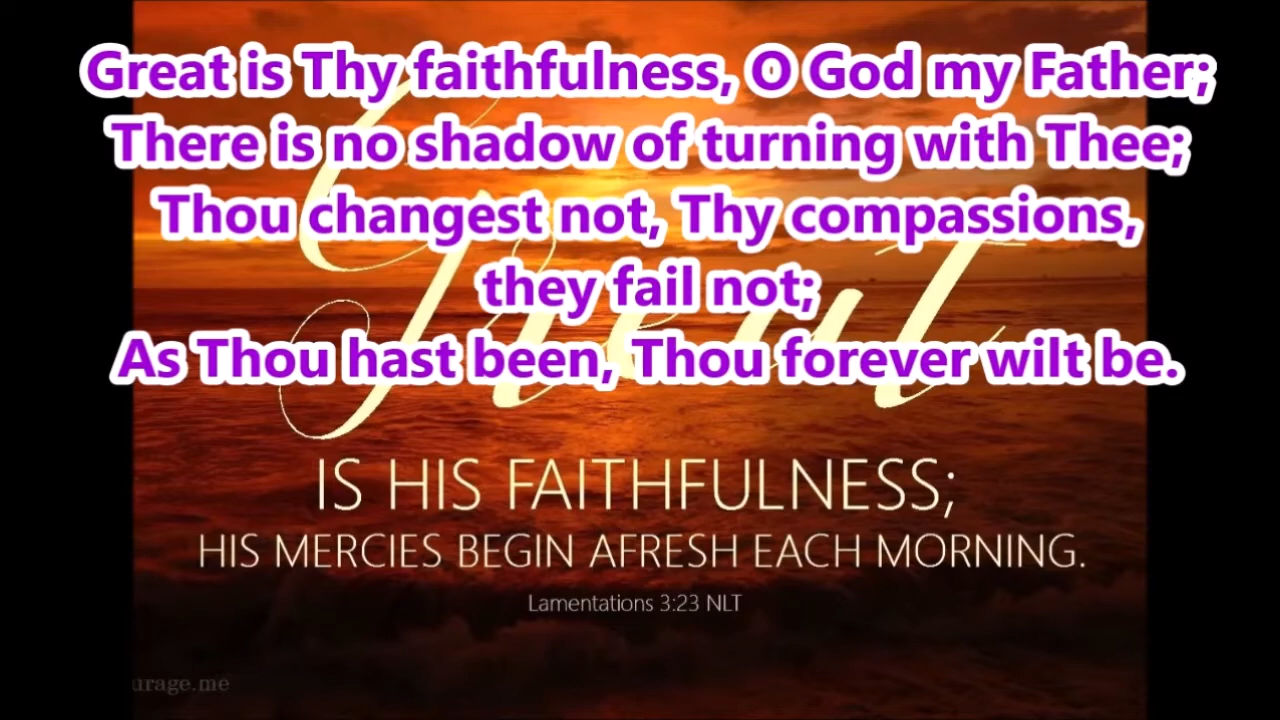 Great is Thy faithfulness, O God my Father;
There is no shadow of turning with Thee;
Thou changest not, Thy compassions,
they fail not;
As Thou hast been, Thou forever wilt be.
Great
IS HIS FAITHFULNESS;
HIS MERCIES BEGIN AFRESH EACH MORNING.
Lamentations 3:23 NLT
urage.me